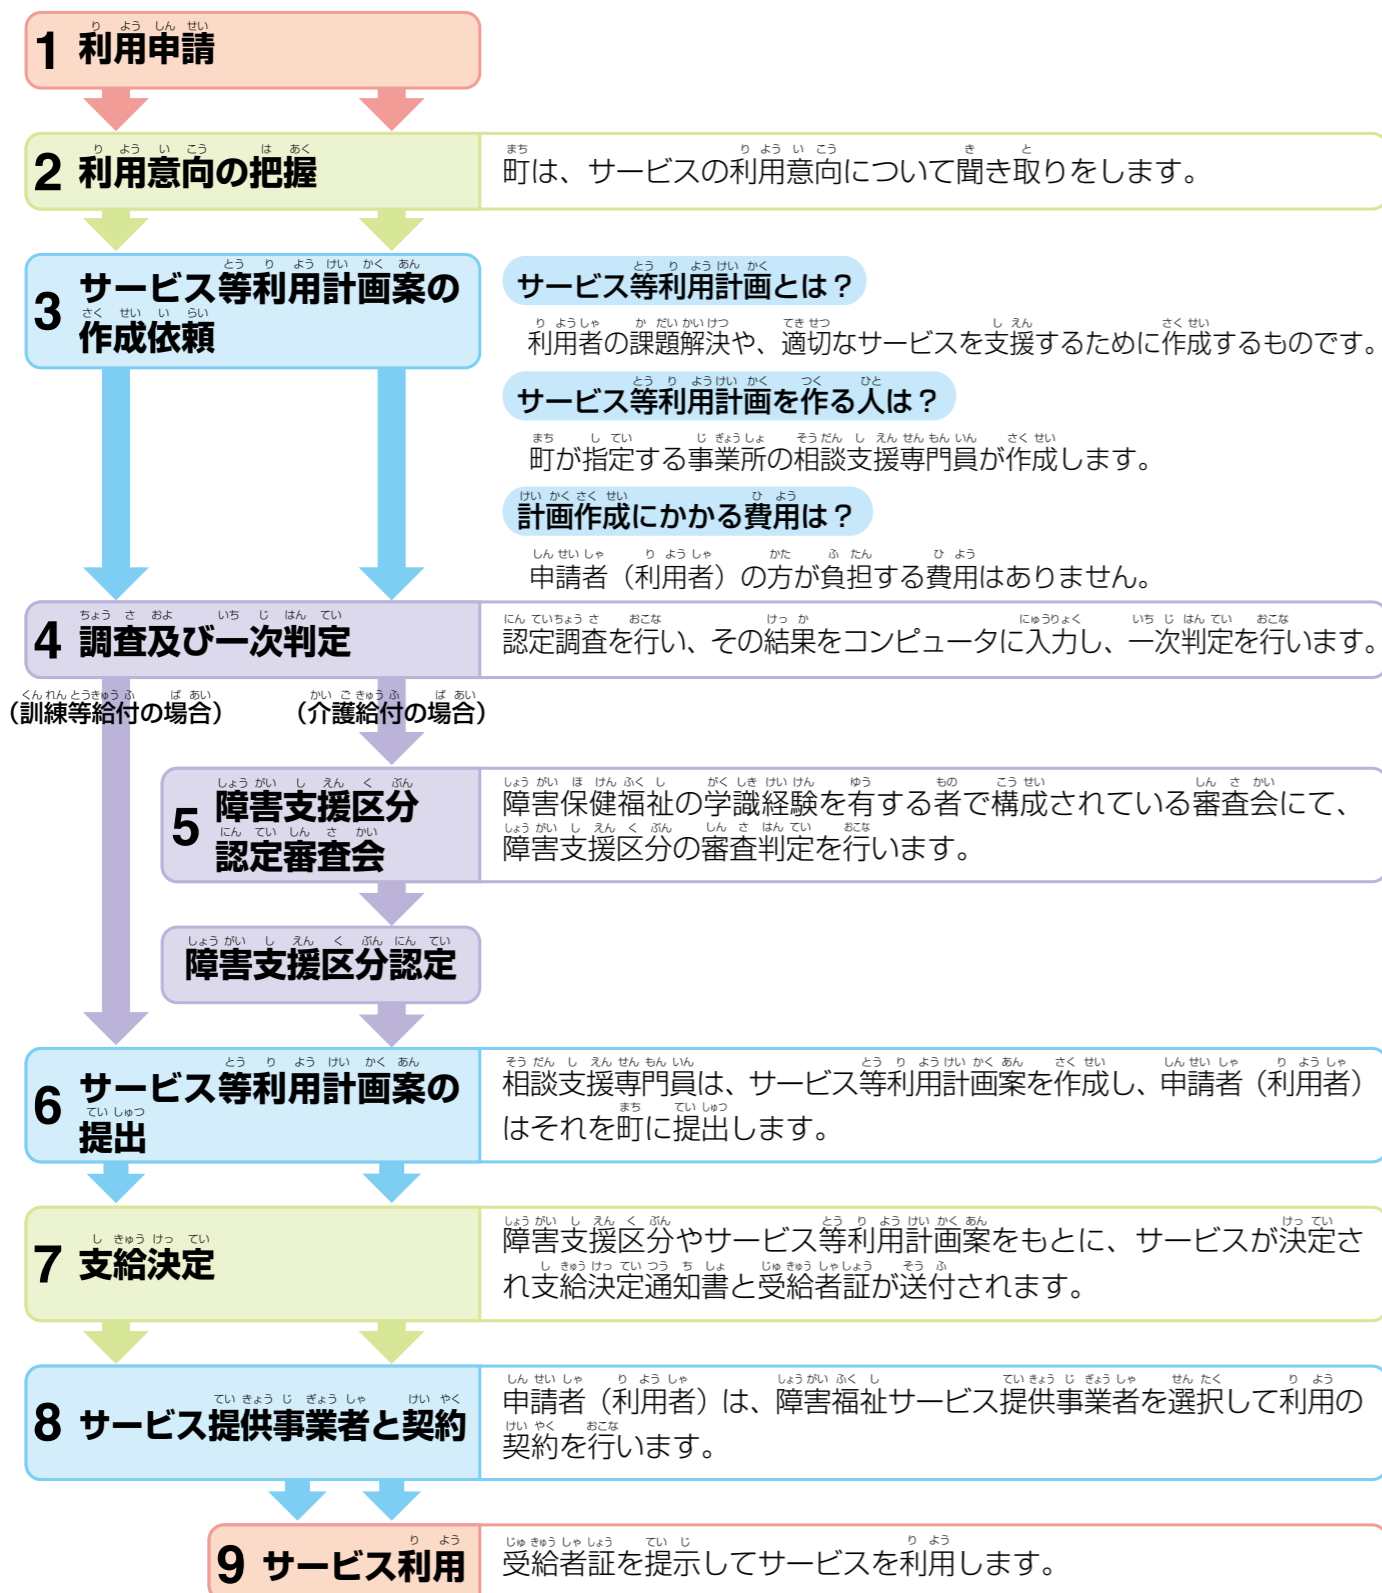 1 利用申請
2 利用意向の把握
町は、サービスの利用意向について聞き取りをします。
3 サービス等利用計画案の
作成依頼
サービス等利用計画とは？
利用者の課題解決や、適切なサービスを支援するために作成するものです。
サービス等利用計画を作る人は？
町が指定する事業所の相談支援専門員が作成します。
計画作成にかかる費用は？
申請者（利用者）の方が負担する費用はありません。
4 調査及び一次判定
認定調査を行い、その結果をコンピュータに入力し、一次判定を行います。
（訓練等給付の場合）
（介護給付の場合）
5 障害支援区分
認定審査会
障害保健福祉の学識経験を有する者で構成されている審査会にて、
障害支援区分の審査判定を行います。
障害支援区分認定
6 サービス等利用計画案の
提出
相談支援専門員は、サービス等利用計画案を作成し、申請者（利用者）
はそれを町に提出します。
7 支給決定
障害支援区分やサービス等利用計画案をもとに、サービスが決定さ
れ支給決定通知書と受給者証が送付されます。
8 サービス提供事業者と契約
申請者（利用者）は、障害福祉サービス提供事業者を選択して利用の
契約を行います。
9 サービス利用
受給者証を提示してサービスを利用します。